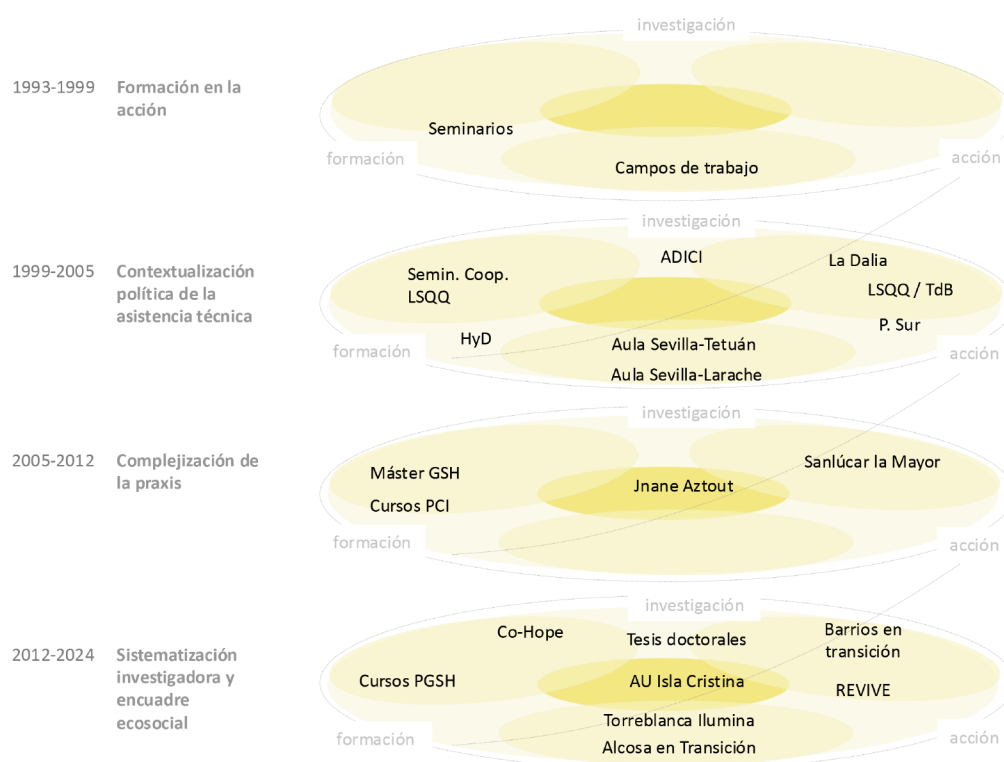 investigación
1993-1999 Formación en la
acción
Seminarios
formación
acción
Campos de trabajo
investigación
1999-2005 Contextualización
política de la
asistencia técnica
ADICI
La Dalia
Semin. Coop.
LSQQ
LSQQ / TdB
P. Sur
HyD
Aula Sevilla-Tetuán
formación
acción
Aula Sevilla-Larache
investigación
2005-2012 Complejización de
la praxis
Máster GSH
Sanlúcar la Mayor
Jnane Aztout
Cursos PCI
formación
acción
investigación
2012-2024 Sistematización
investigadora y
encuadre
ecosocial
Co-Hope
Tesis doctorales
Barrios en
transición
Cursos PGSH
AU Isla Cristina
REVIVE
Torreblanca Ilumina
formación
acción
Alcosa en Transición